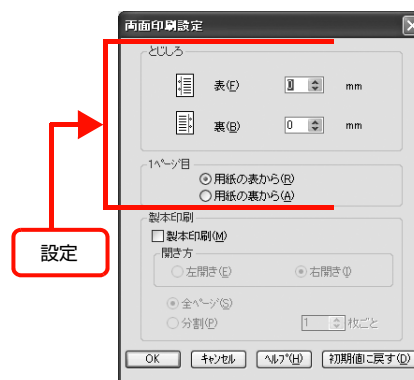 両面印刷設定
とじしろ
表(F) 0 mm
裏(B) 0 mm
1ページ目
用紙の表から(R)
用紙の裏から(A)
設定
製本印刷
製本印刷(M)
開き方
左開き(E) 右開き(I)
全ページ(S)
分割(P) 1 枚ごと
OK キャンセル ヘルプ(H) 初期値に戻す(D)